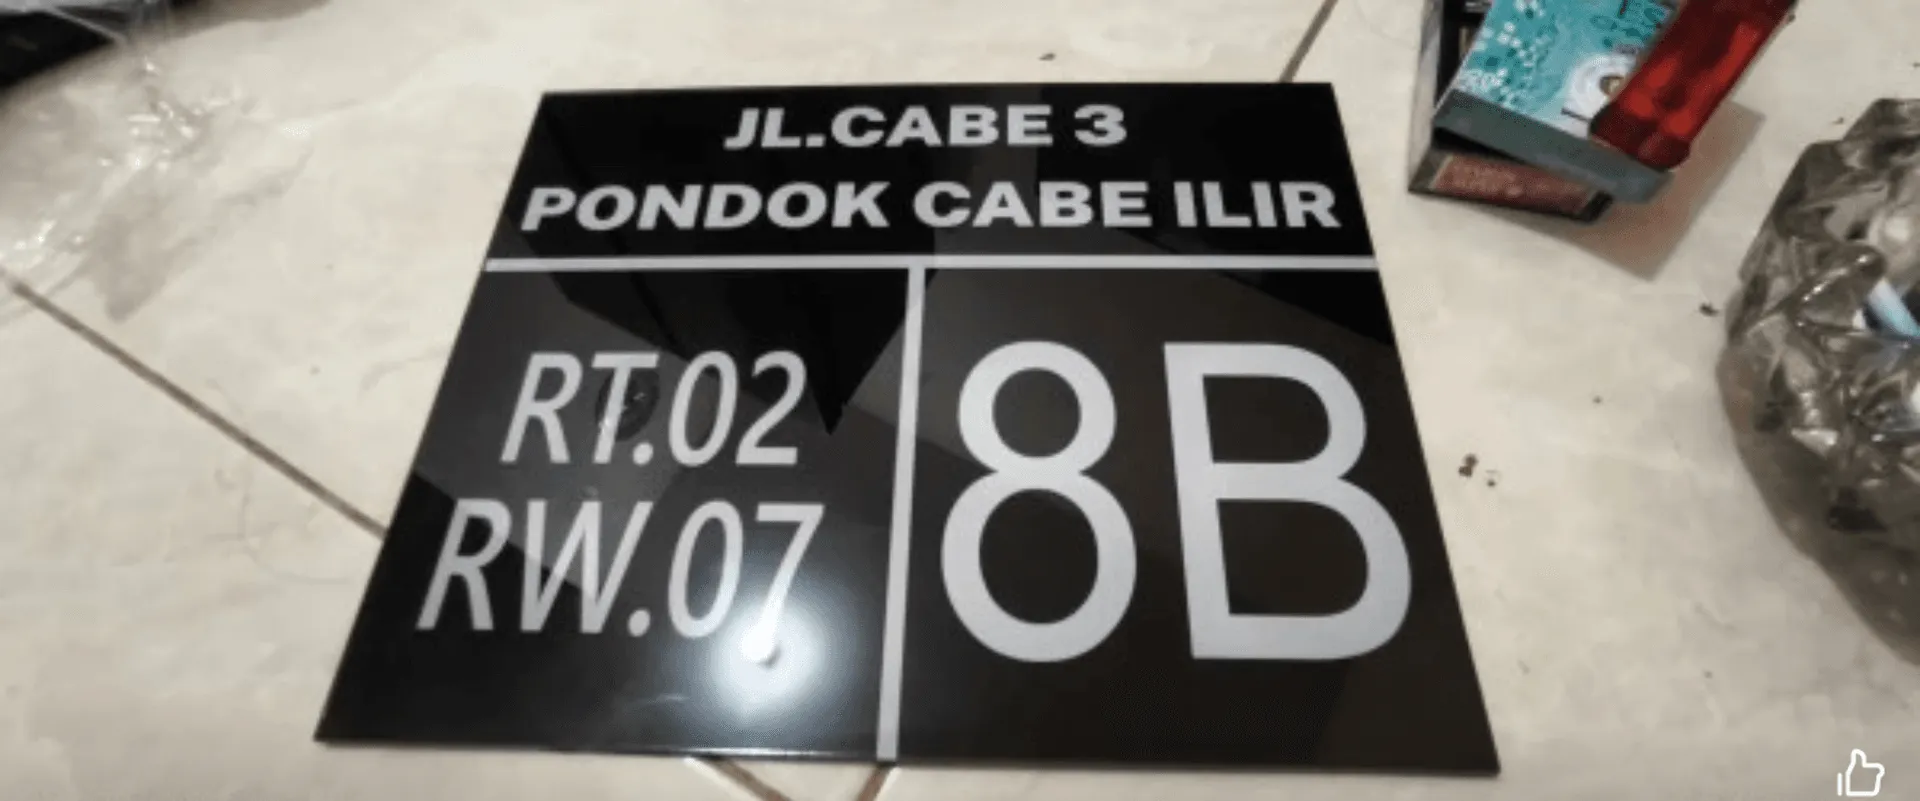 JL.CABE 3
PONDOK CABE ILIR
RT.02
RW.07
8B